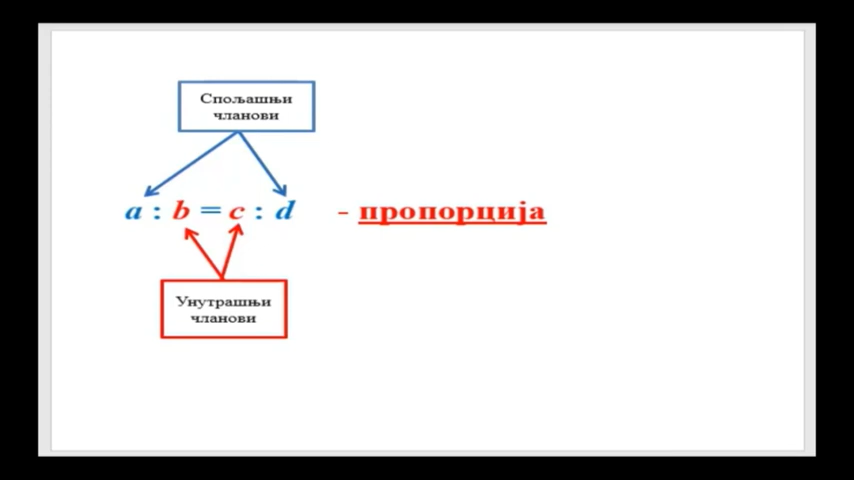 Спољашњи
чланови
a : b = c : d - пропорција
Унутрашњи
чланови